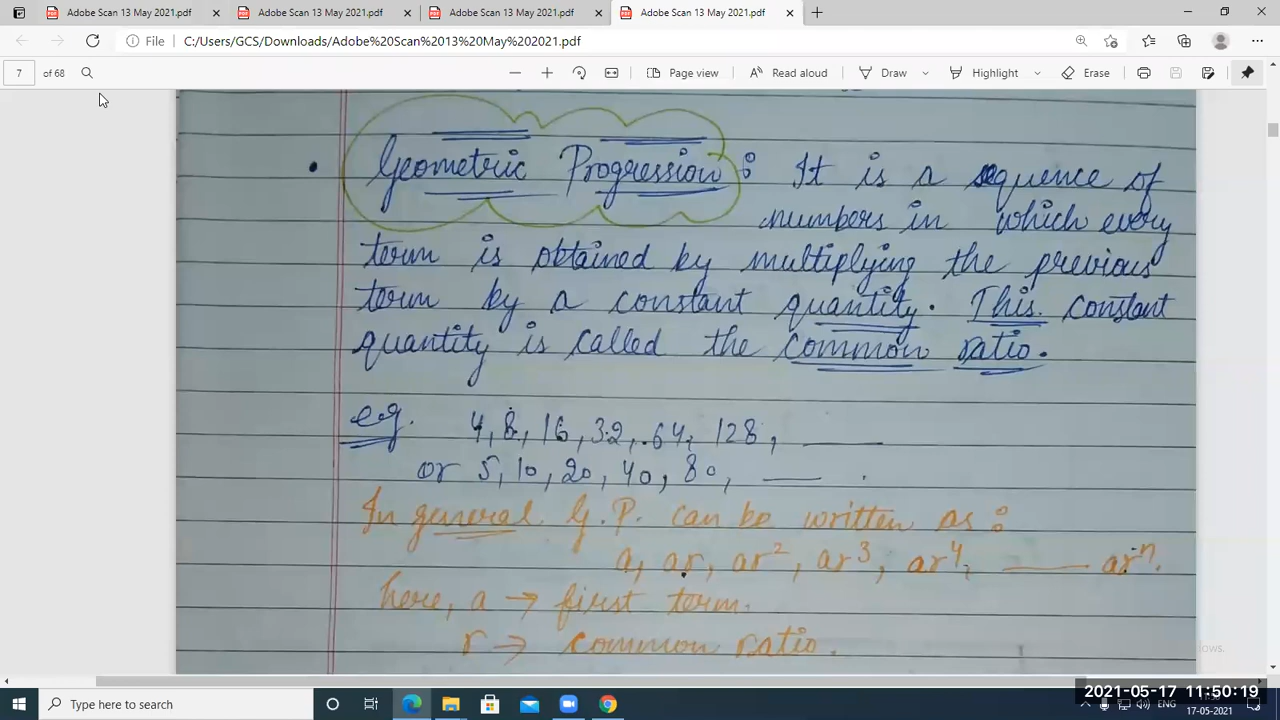 Adobe Scan 13 May 2021.pdf Adobe Scan 13 May 2021.pdf Adobe Scan 13 May 2021.pdf Adobe Scan 13 May 2021.pdf
File C:/Users/GCS/Downloads/Adobe%20Scan%2013%20May%202021.pdf
7 of 68 Page view Read aloud Draw Highlight Erase
• Geometric Progression : It is a sequence of
numbers in which every
term is obtained by multiplying the previous
term by a constant quantity. This constant
quantity is called the common ratio.
eg. 4, 8, 16, 32, 64, 128, ____
or 5, 10, 20, 40, 80, ____ .
In general G.P. can be written as :
a, ar, ar², ar³, ar⁴, ____ arⁿ.
here, a → first term.
r → common ratio.
2021-05-17 11:50:19
Type here to search ENG 17-05-2021